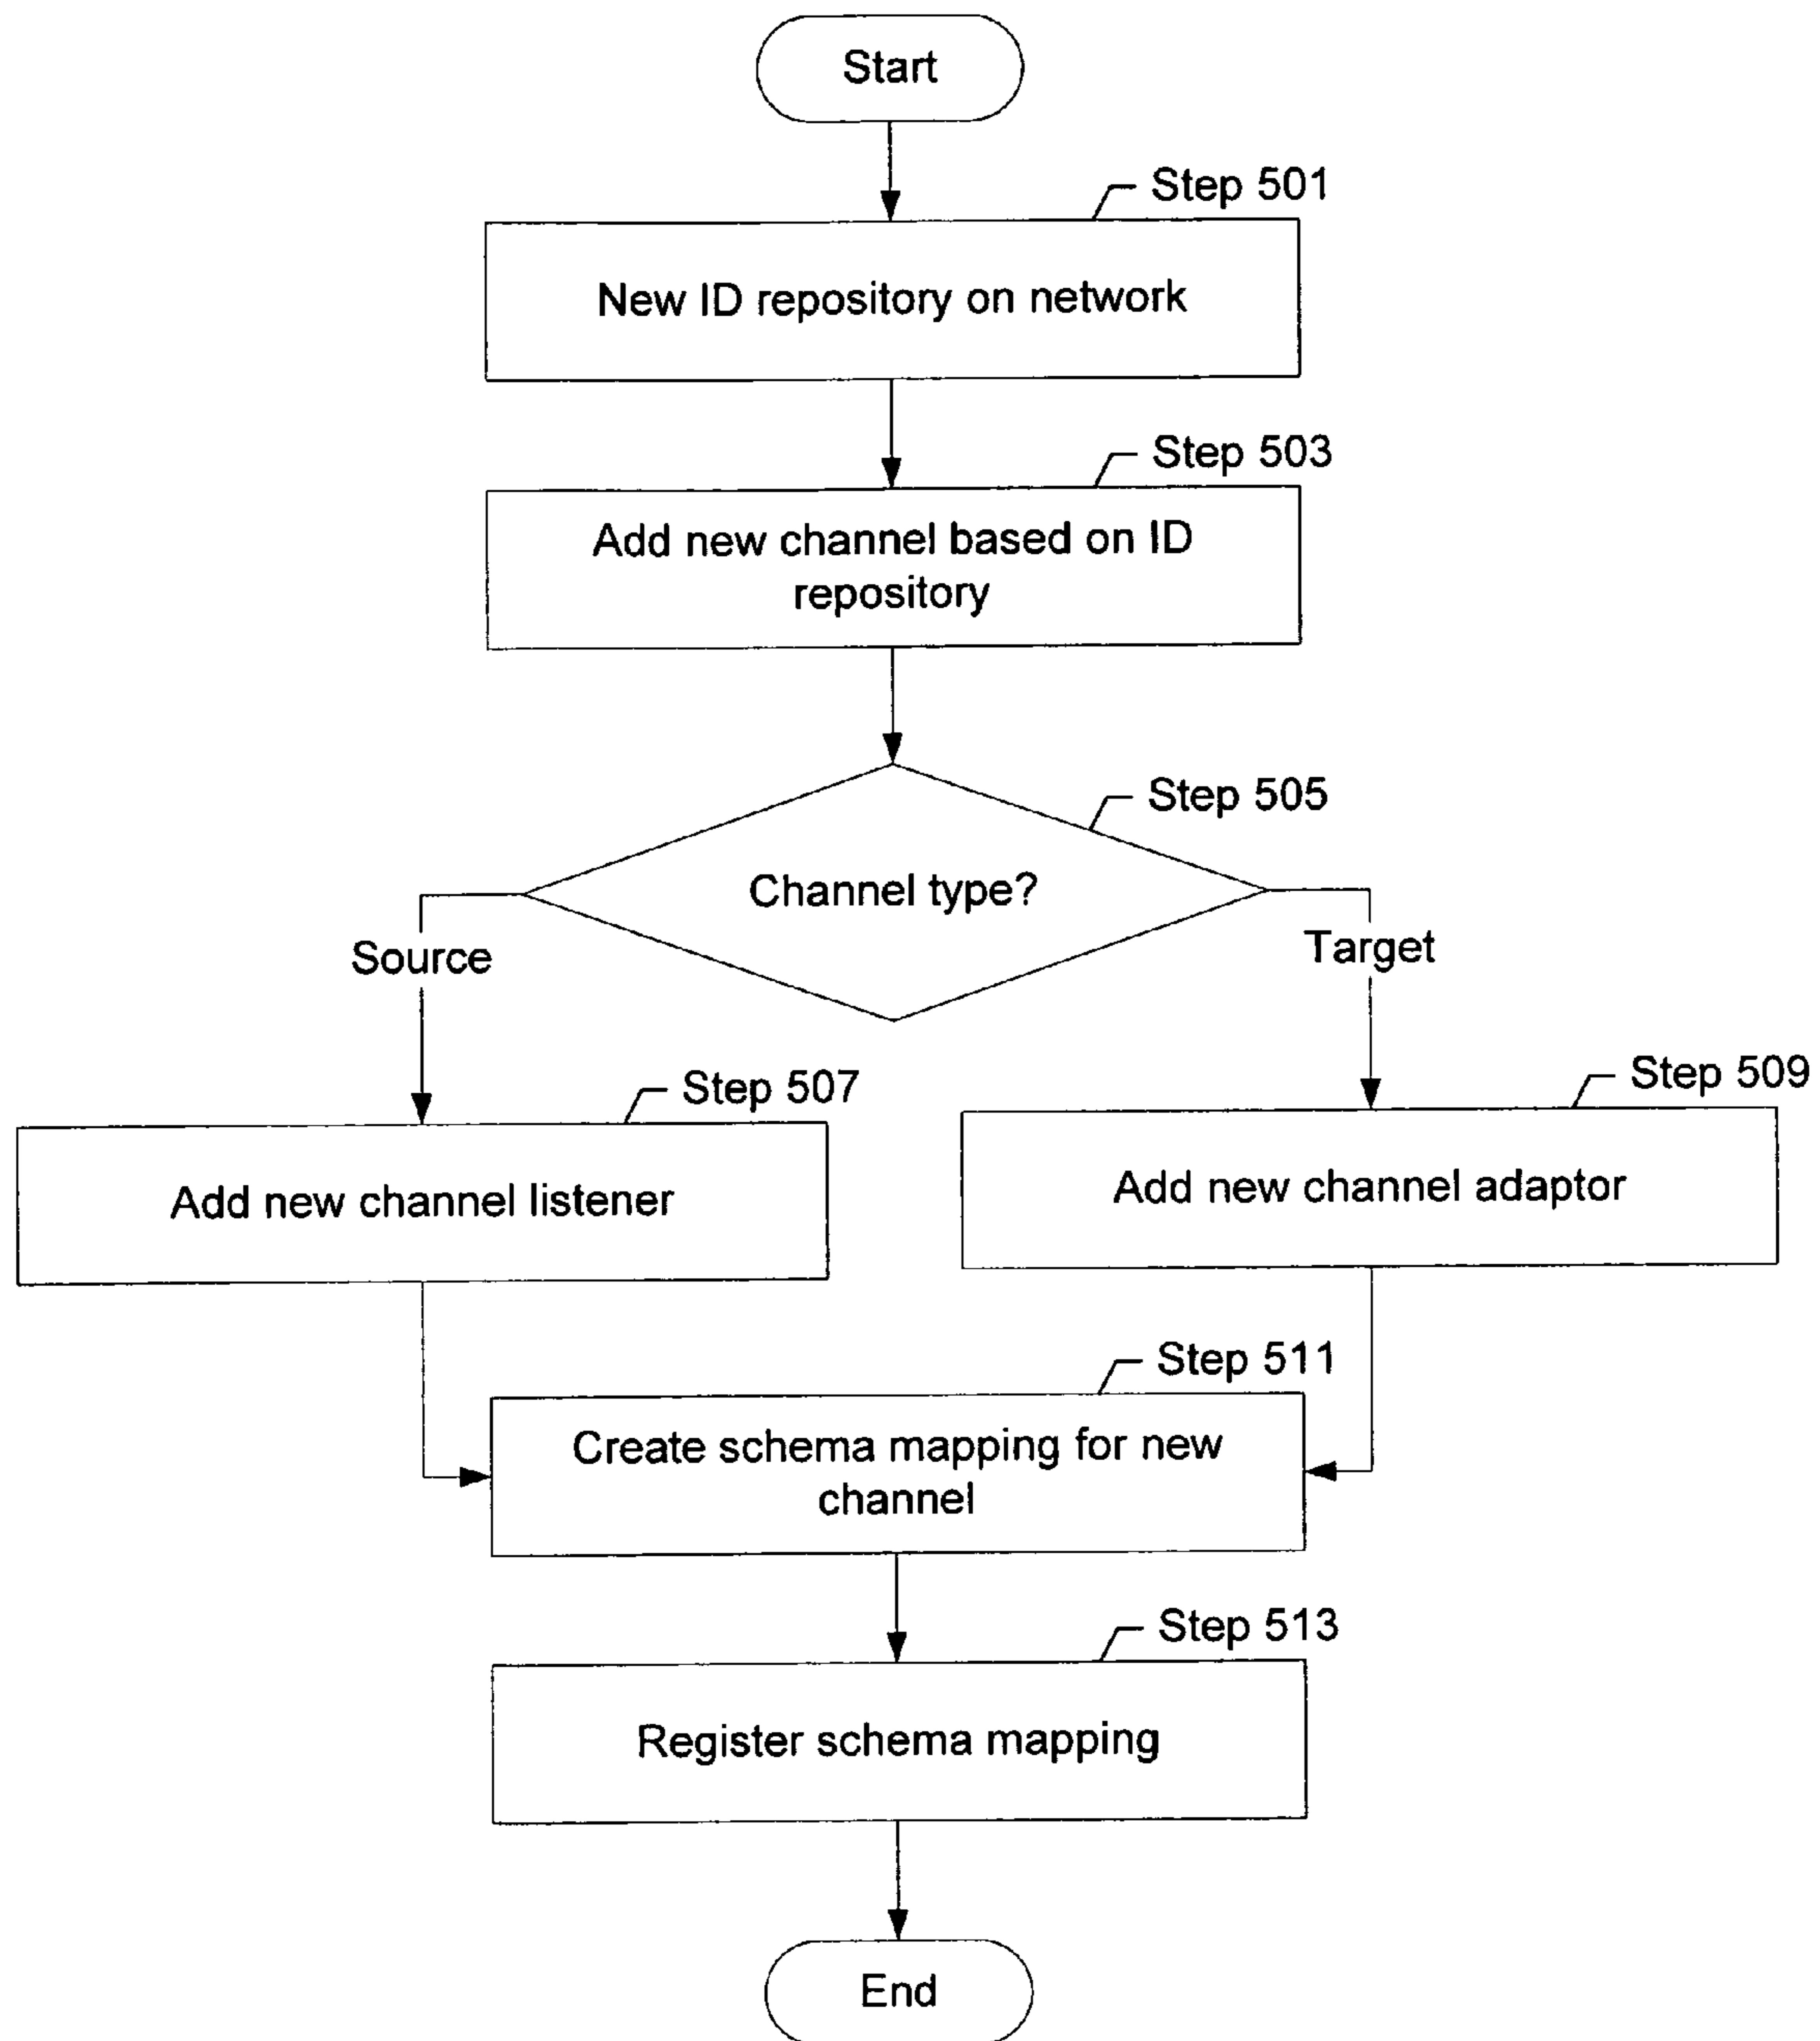 Start
Step 501
New ID repository on network
Step 503
Add new channel based on ID
repository
Step 505
Channel type?
Source
Target
Step 507
Step 509
Add new channel listener
Add new channel adaptor
Step 511
Create schema mapping for new
channel
Step 513
Register schema mapping
End